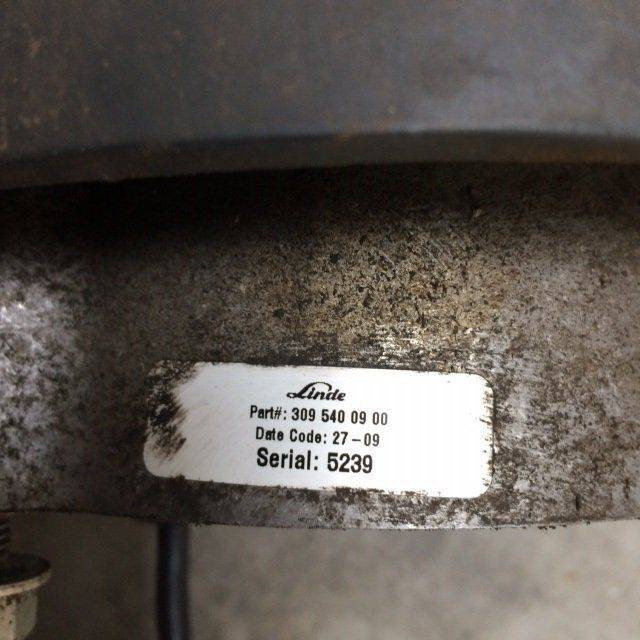 Linde
Part#: 309 540 09 00
Date Code: 27-09
Serial: 5239